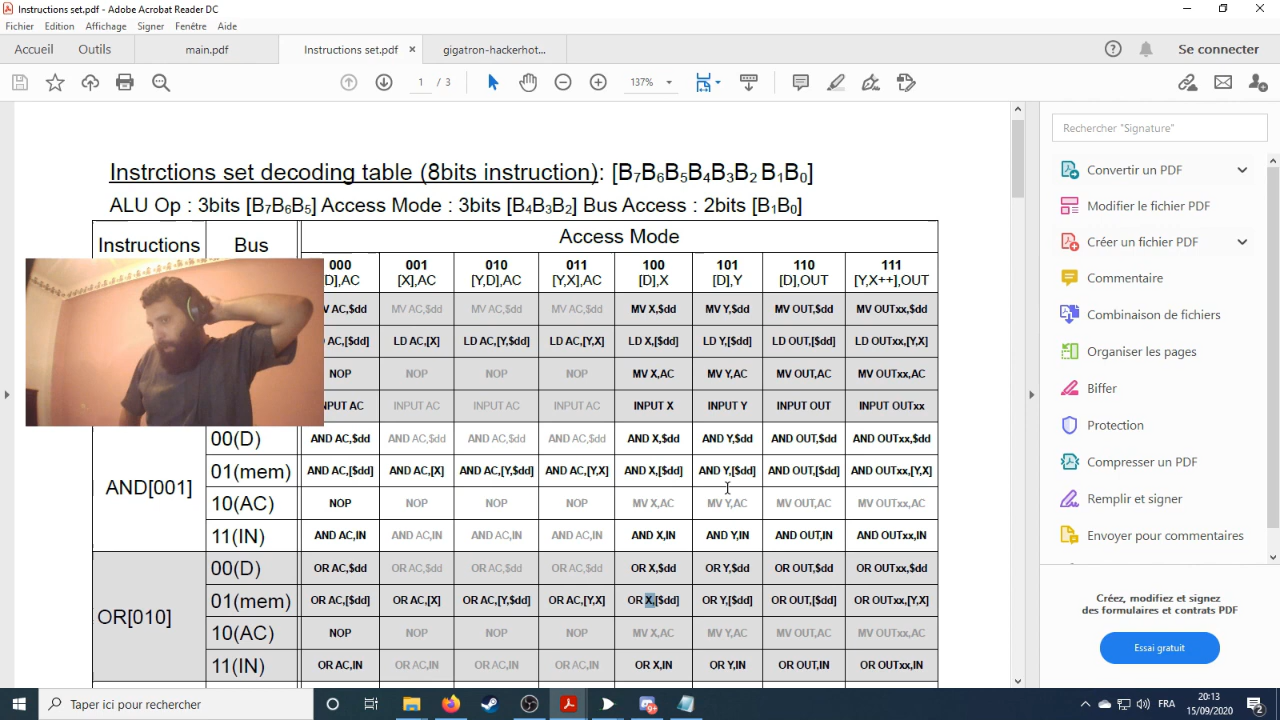 Instructions set.pdf - Adobe Acrobat Reader DC
Fichier Edition Affichage Signer Fenêtre Aide
Accueil Outils main.pdf Instructions set.pdf × gigatron-hackerhot... Se connecter
1 / 3 137%
Instrctions set decoding table (8bits instruction): [B7B6B5B4B3B2 B1B0]
ALU Op : 3bits [B7B6B5] Access Mode : 3bits [B4B3B2] Bus Access : 2bits [B1B0]
Instructions Bus Access Mode
000 001 010 011 100 101 110 111
D],AC [X],AC [Y,D],AC [Y,X],AC [D],X [D],Y [D],OUT [Y,X++],OUT
V AC,$dd MV AC,$dd MV AC,$dd MV AC,$dd MV X,$dd MV Y,$dd MV OUT,$dd MV OUTxx,$dd
AC,[$dd] LD AC,[X] LD AC,[Y,$dd] LD AC,[Y,X] LD X,[$dd] LD Y,[$dd] LD OUT,[$dd] LD OUTxx,[Y,X]
NOP NOP NOP NOP MV X,AC MV Y,AC MV OUT,AC MV OUTxx,AC
NPUT AC INPUT AC INPUT AC INPUT AC INPUT X INPUT Y INPUT OUT INPUT OUTxx
AND[001]
00(D) AND AC,$dd AND AC,$dd AND AC,$dd AND AC,$dd AND X,$dd AND Y,$dd AND OUT,$dd AND OUTxx,$dd
01(mem) AND AC,[$dd] AND AC,[X] AND AC,[Y,$dd] AND AC,[Y,X] AND X,[$dd] AND Y,[$dd] AND OUT,[$dd] AND OUTxx,[Y,X]
10(AC) NOP NOP NOP NOP MV X,AC MV Y,AC MV OUT,AC MV OUTxx,AC
11(IN) AND AC,IN AND AC,IN AND AC,IN AND AC,IN AND X,IN AND Y,IN AND OUT,IN AND OUTxx,IN
OR[010]
00(D) OR AC,$dd OR AC,$dd OR AC,$dd OR AC,$dd OR X,$dd OR Y,$dd OR OUT,$dd OR OUTxx,$dd
01(mem) OR AC,[$dd] OR AC,[X] OR AC,[Y,$dd] OR AC,[Y,X] OR X,[$dd] OR Y,[$dd] OR OUT,[$dd] OR OUTxx,[Y,X]
10(AC) NOP NOP NOP NOP MV X,AC MV Y,AC MV OUT,AC MV OUTxx,AC
11(IN) OR AC,IN OR AC,IN OR AC,IN OR AC,IN OR X,IN OR Y,IN OR OUT,IN OR OUTxx,IN
Rechercher "Signature"
Convertir un PDF
Modifier le fichier PDF
Créer un fichier PDF
Commentaire
Combinaison de fichiers
Organiser les pages
Biffer
Protection
Compresser un PDF
Remplir et signer
Envoyer pour commentaires
Créez, modifiez et signez
des formulaires et contrats PDF
Essai gratuit
Taper ici pour rechercher
FRA
20:13
15/09/2020
2